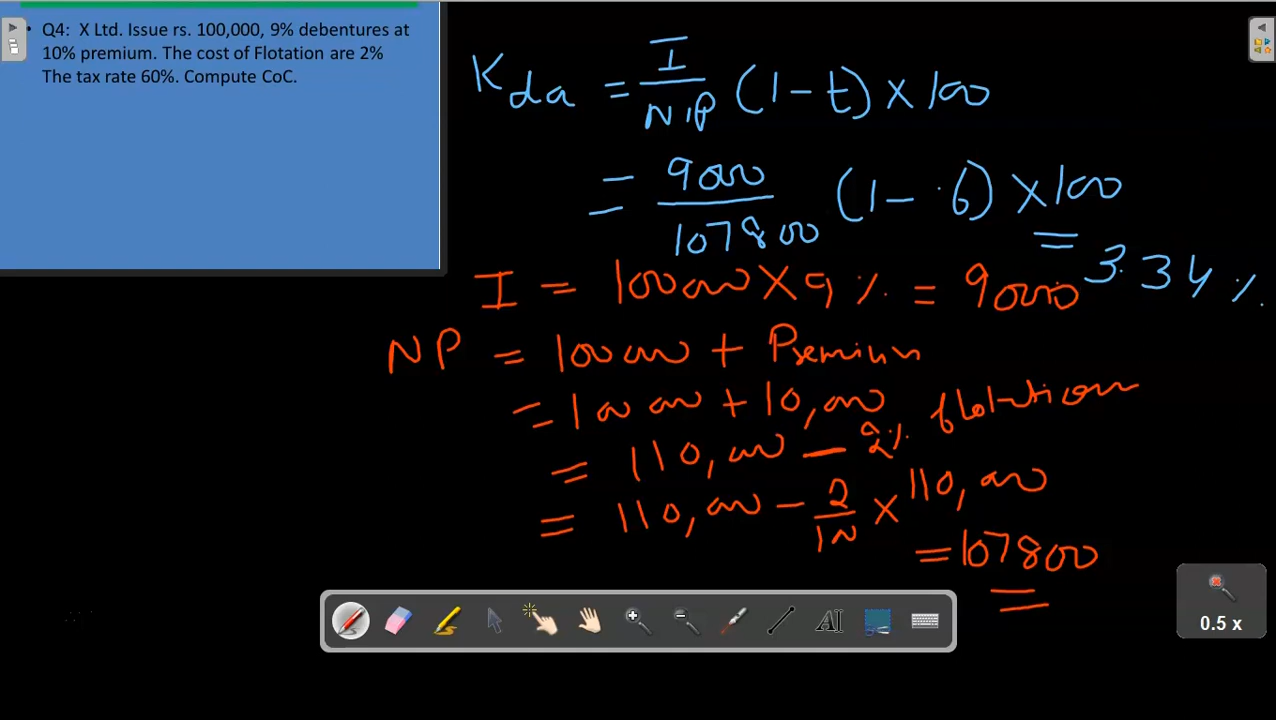 Q4: X Ltd. Issue rs. 100,000, 9% debentures at
10% premium. The cost of Flotation are 2%
The tax rate 60%. Compute CoC.
Kda = I/NP (1-t) x 100
= 9000/107800 (1- .6) x 100
= 3.34 %.
I = 100000 X 9 % = 9000
NP = 100000 + Premium
= 100000 + 10,000
= 110,000 - 2% flotation
= 110,000 - 2/100 x 110,000
= 107800
0.5 x